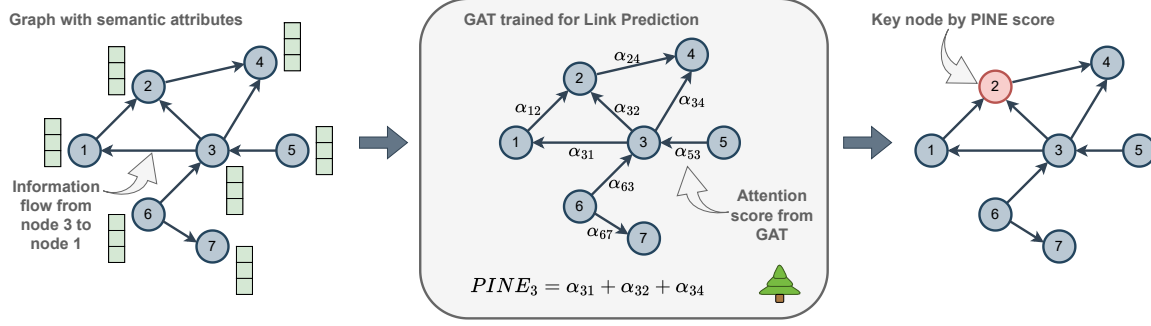 Graph with semantic attributes
1
2
3
4
5
6
7
Information
flow from
node 3 to
node 1
GAT trained for Link Prediction
1
2
3
4
5
6
7
α₁₂
α₂₄
α₃₂
α₃₄
α₃₁
α₅₃
α₆₃
α₆₇
Attention
score from
GAT
PINE₃ = α₃₁ + α₃₂ + α₃₄
Key node by PINE score
1
2
3
4
5
6
7